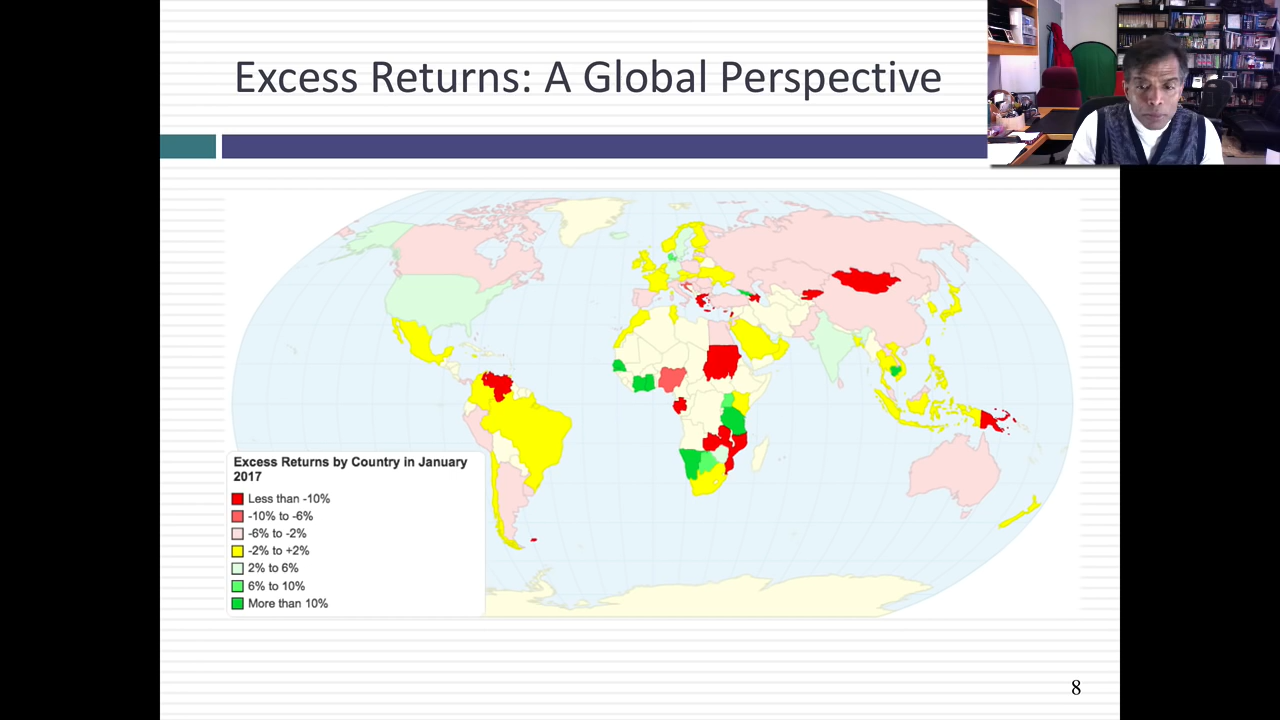 Excess Returns: A Global Perspective
Excess Returns by Country in January
2017
Less than -10%
-10% to -6%
-6% to -2%
-2% to +2%
2% to 6%
6% to 10%
More than 10%
8